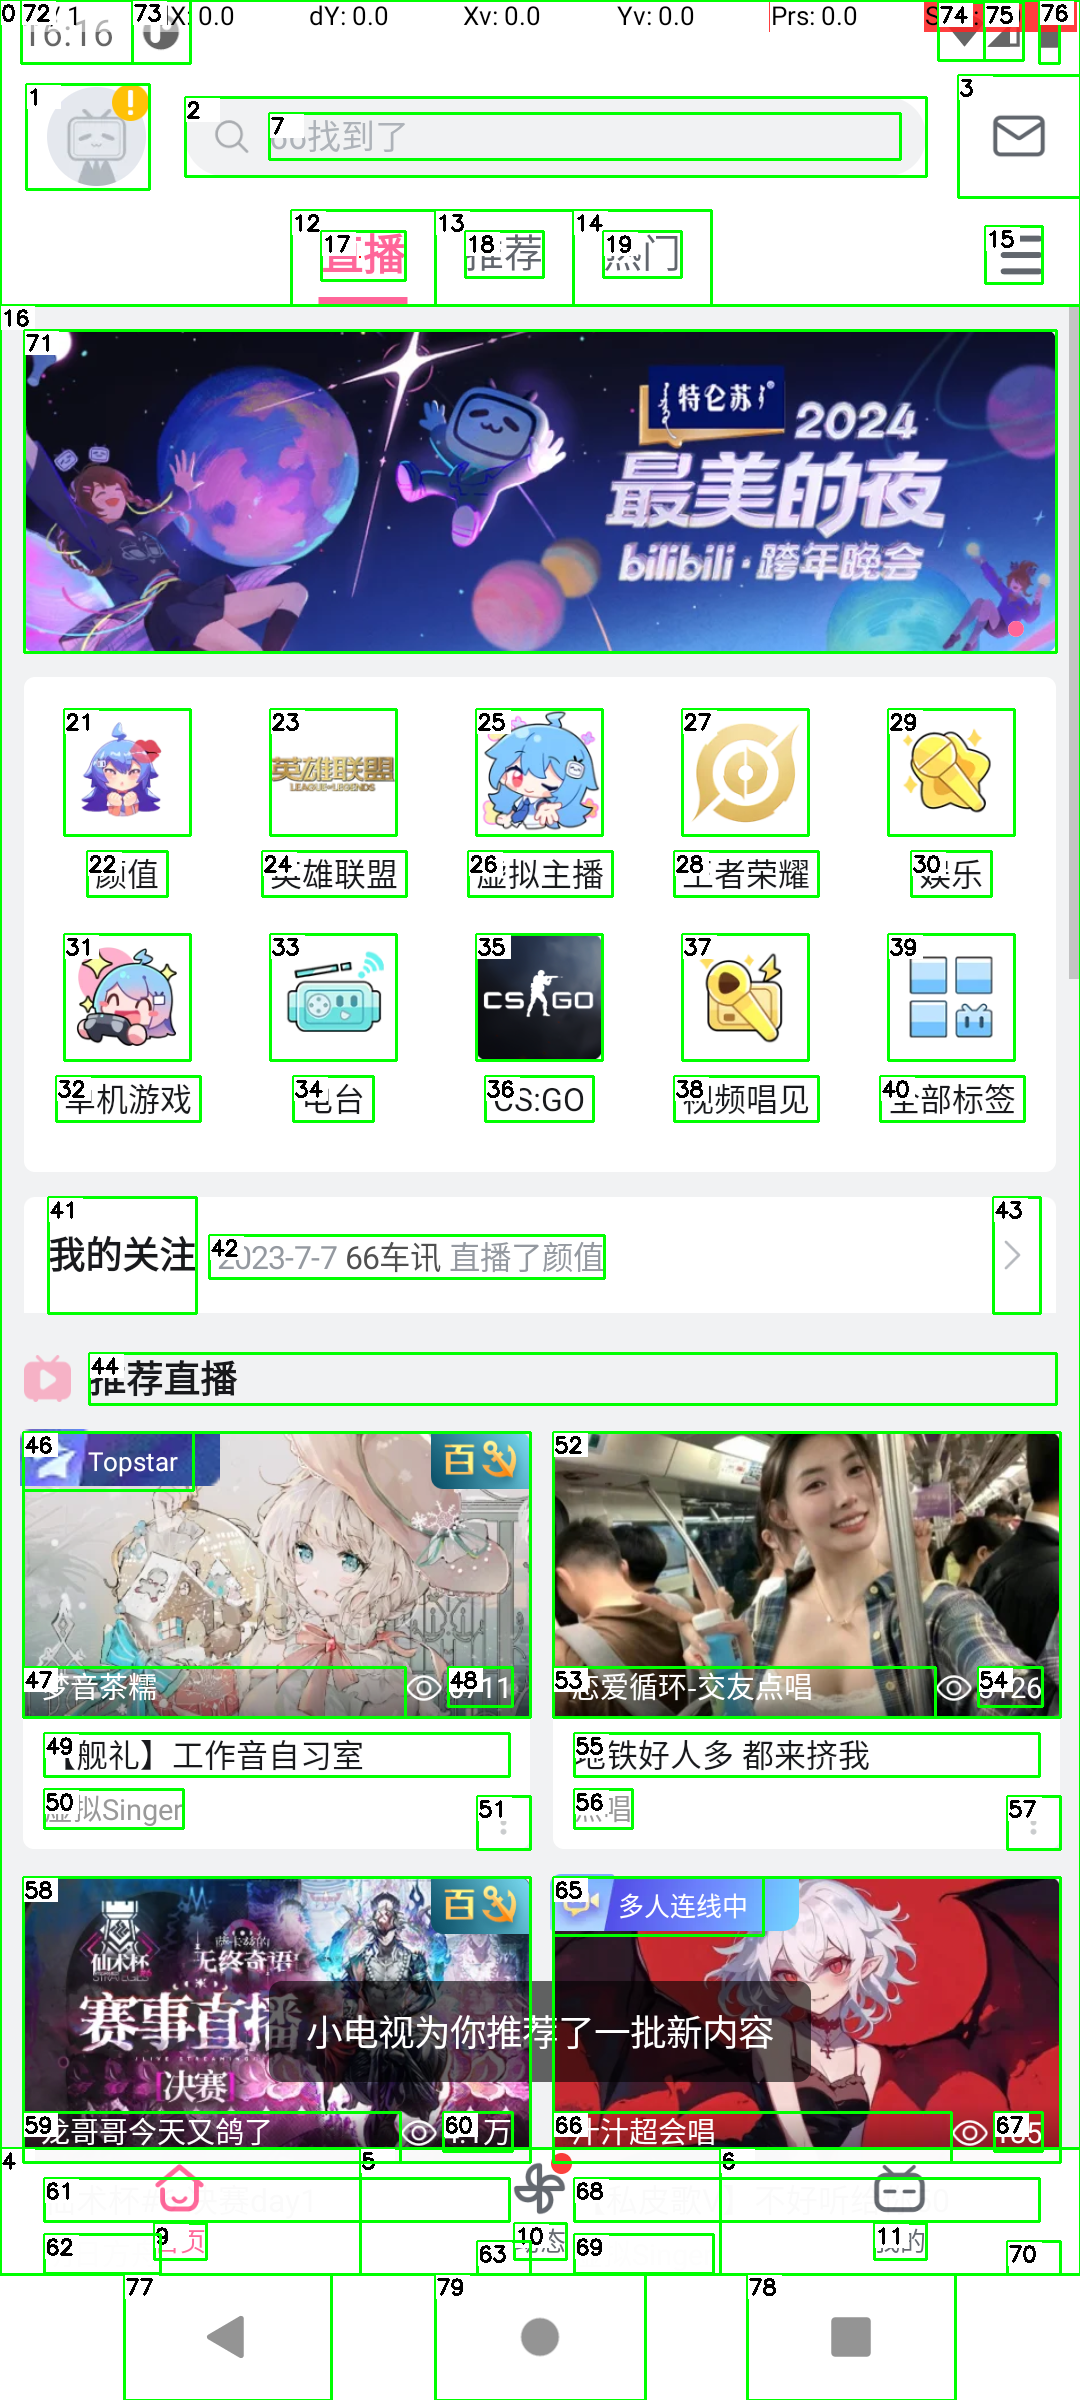 16:16
X: 0.0 dY: 0.0 Xv: 0.0 Yv: 0.0 Prs: 0.0
找到了
直播 推荐 热门
特仑苏
2024
最美的夜
bilibili·跨年晚会
颜值 英雄联盟 虚拟主播 王者荣耀 娱乐
英雄联盟
LEAGUE OF LEGENDS
CS GO
单机游戏 电台 CS:GO 视频唱见 全部标签
我的关注 2023-7-7 66车讯 直播了颜值
推荐直播
Topstar 百
梦音茶糯
恋爱循环-交友点唱
【舰礼】工作音自习室
地铁好人多 都来挤我
虚拟Singer
点唱
百
多人连线中
仙术杯
无终奇语
赛事直播
决赛
小电视为你推荐了一批新内容
龙哥哥今天又鸽了
汁汁超会唱
首页 动态 我的
0 72 73 74 75 76
1 2 7 3
12 13 14 15
17 18 19
16
71
21 23 25 27 29
22 24 26 28 30
31 33 35 37 39
32 34 36 38 40
41 42 43
44
46 52
47 48 53 54
49 55
50 51 56 57
58 65
59 60 66 67
4 5 6
61 68
9 10 11
62 63 69 70
77 79 78